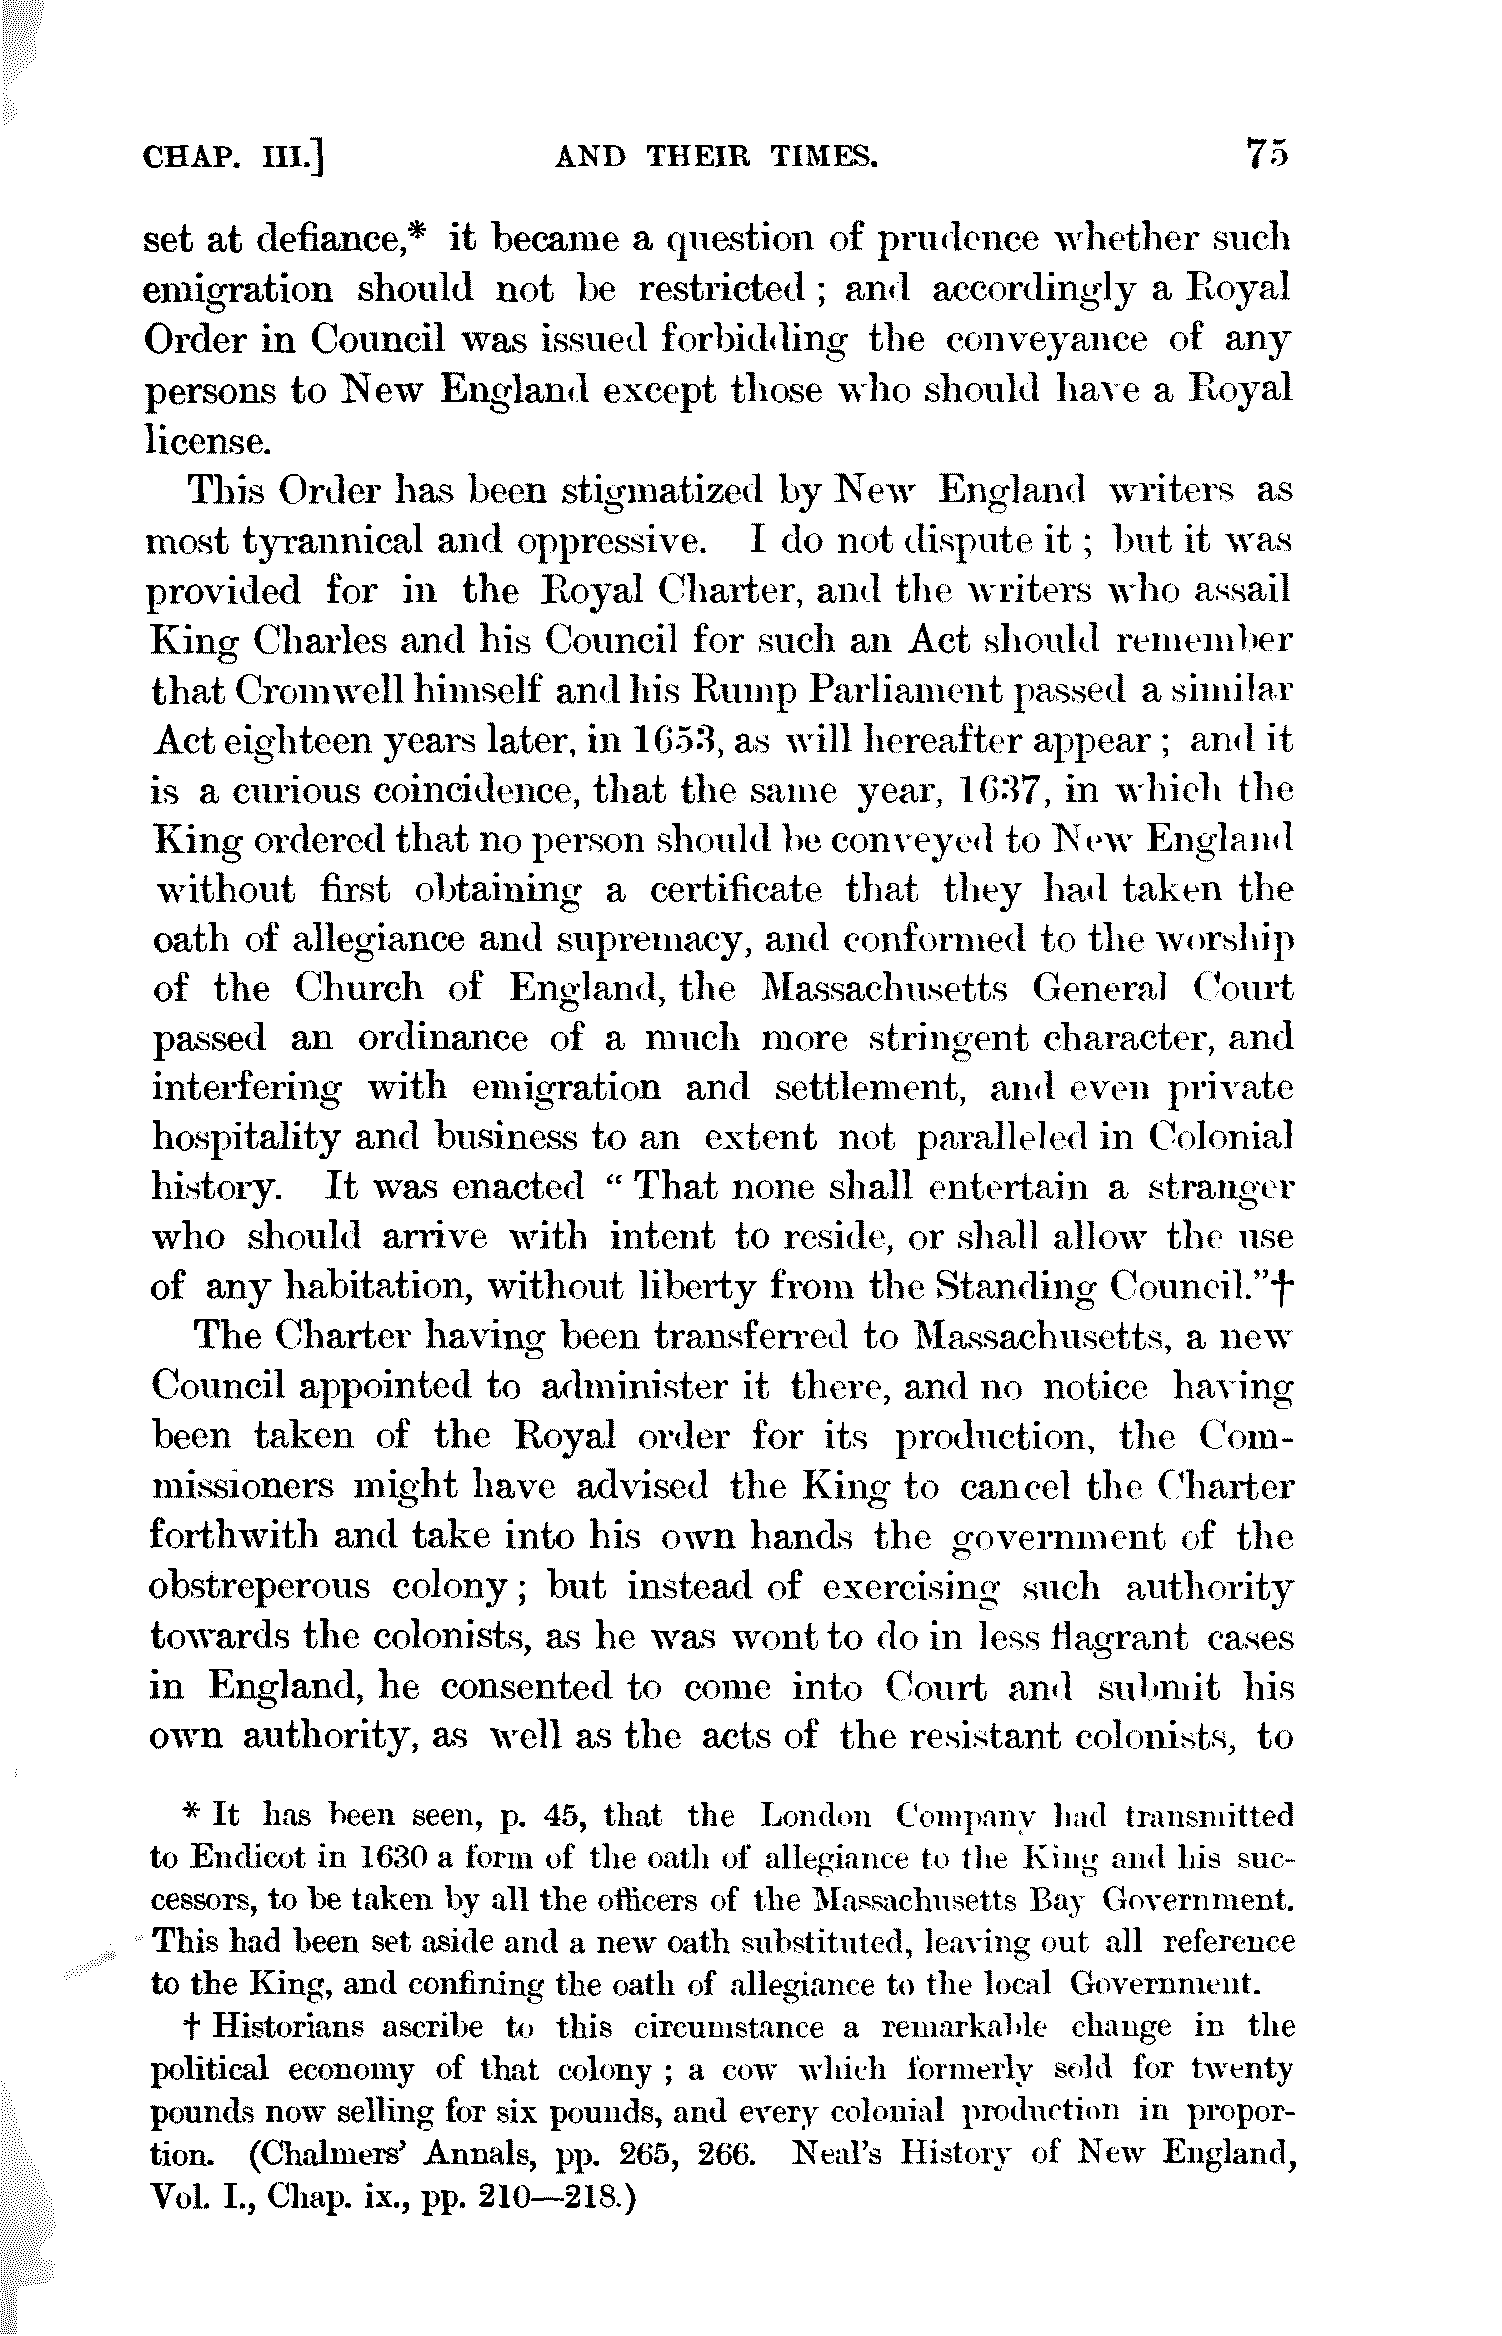 CHAP. III.] AND THEIR TIMES. 75
set at defiance,* it became a question of prudence whether such
emigration should not be restricted ; and accordingly a Royal
Order in Council was issued forbidding the conveyance of any
persons to New England except those who should have a Royal
license.
This Order has been stigmatized by New England writers as
most tyrannical and oppressive. I do not dispute it ; but it was
provided for in the Royal Charter, and the writers who assail
King Charles and his Council for such an Act should remember
that Cromwell himself and his Rump Parliament passed a similar
Act eighteen years later, in 1653, as will hereafter appear ; and it
is a curious coincidence, that the same year, 1637, in which the
King ordered that no person should be conveyed to New England
without first obtaining a certificate that they had taken the
oath of allegiance and supremacy, and conformed to the worship
of the Church of England, the Massachusetts General Court
passed an ordinance of a much more stringent character, and
interfering with emigration and settlement, and even private
hospitality and business to an extent not paralleled in Colonial
history. It was enacted " That none shall entertain a stranger
who should arrive with intent to reside, or shall allow the use
of any habitation, without liberty from the Standing Council."†
The Charter having been transferred to Massachusetts, a new
Council appointed to administer it there, and no notice having
been taken of the Royal order for its production, the Com-
missioners might have advised the King to cancel the Charter
forthwith and take into his own hands the government of the
obstreperous colony ; but instead of exercising such authority
towards the colonists, as he was wont to do in less flagrant cases
in England, he consented to come into Court and submit his
own authority, as well as the acts of the resistant colonists, to
* It has been seen, p. 45, that the London Company had transmitted
to Endicot in 1630 a form of the oath of allegiance to the King and his suc-
cessors, to be taken by all the officers of the Massachusetts Bay Government.
This had been set aside and a new oath substituted, leaving out all reference
to the King, and confining the oath of allegiance to the local Government.
† Historians ascribe to this circumstance a remarkable change in the
political economy of that colony ; a cow which formerly sold for twenty
pounds now selling for six pounds, and every colonial production in propor-
tion. (Chalmers' Annals, pp. 265, 266. Neal's History of New England,
Vol. I., Chap. ix., pp. 210—218.)